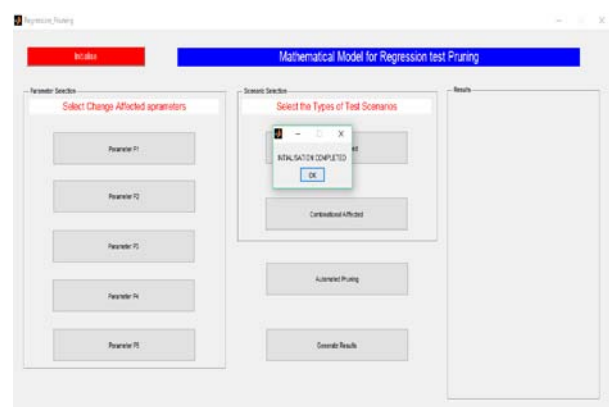 Regression_Pruning
Initialise
Mathematical Model for Regression test Pruning
Parameter Selection
Select Change Affected aprameters
Parameter P1
Parameter P2
Parameter P3
Parameter P4
Parameter P5
Scenario Selection
Select the Types of Test Scenarios
INTIALISATION COMPLETED
OK
Combinational Affected
Automated Pruning
Generate Results
Results